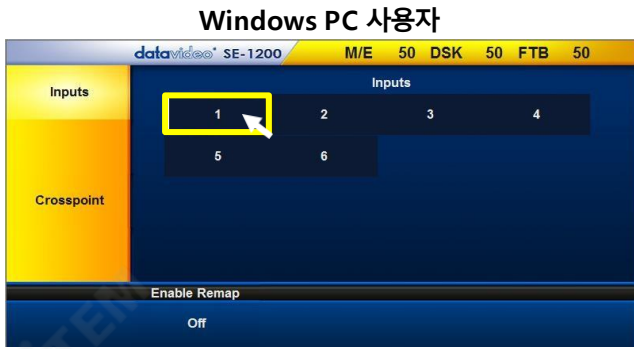 Windows PC 사용자
datavideo SE-1200 M/E 50 DSK 50 FTB 50
Inputs
Inputs
1 2 3 4
5 6
Crosspoint
Enable Remap
Off